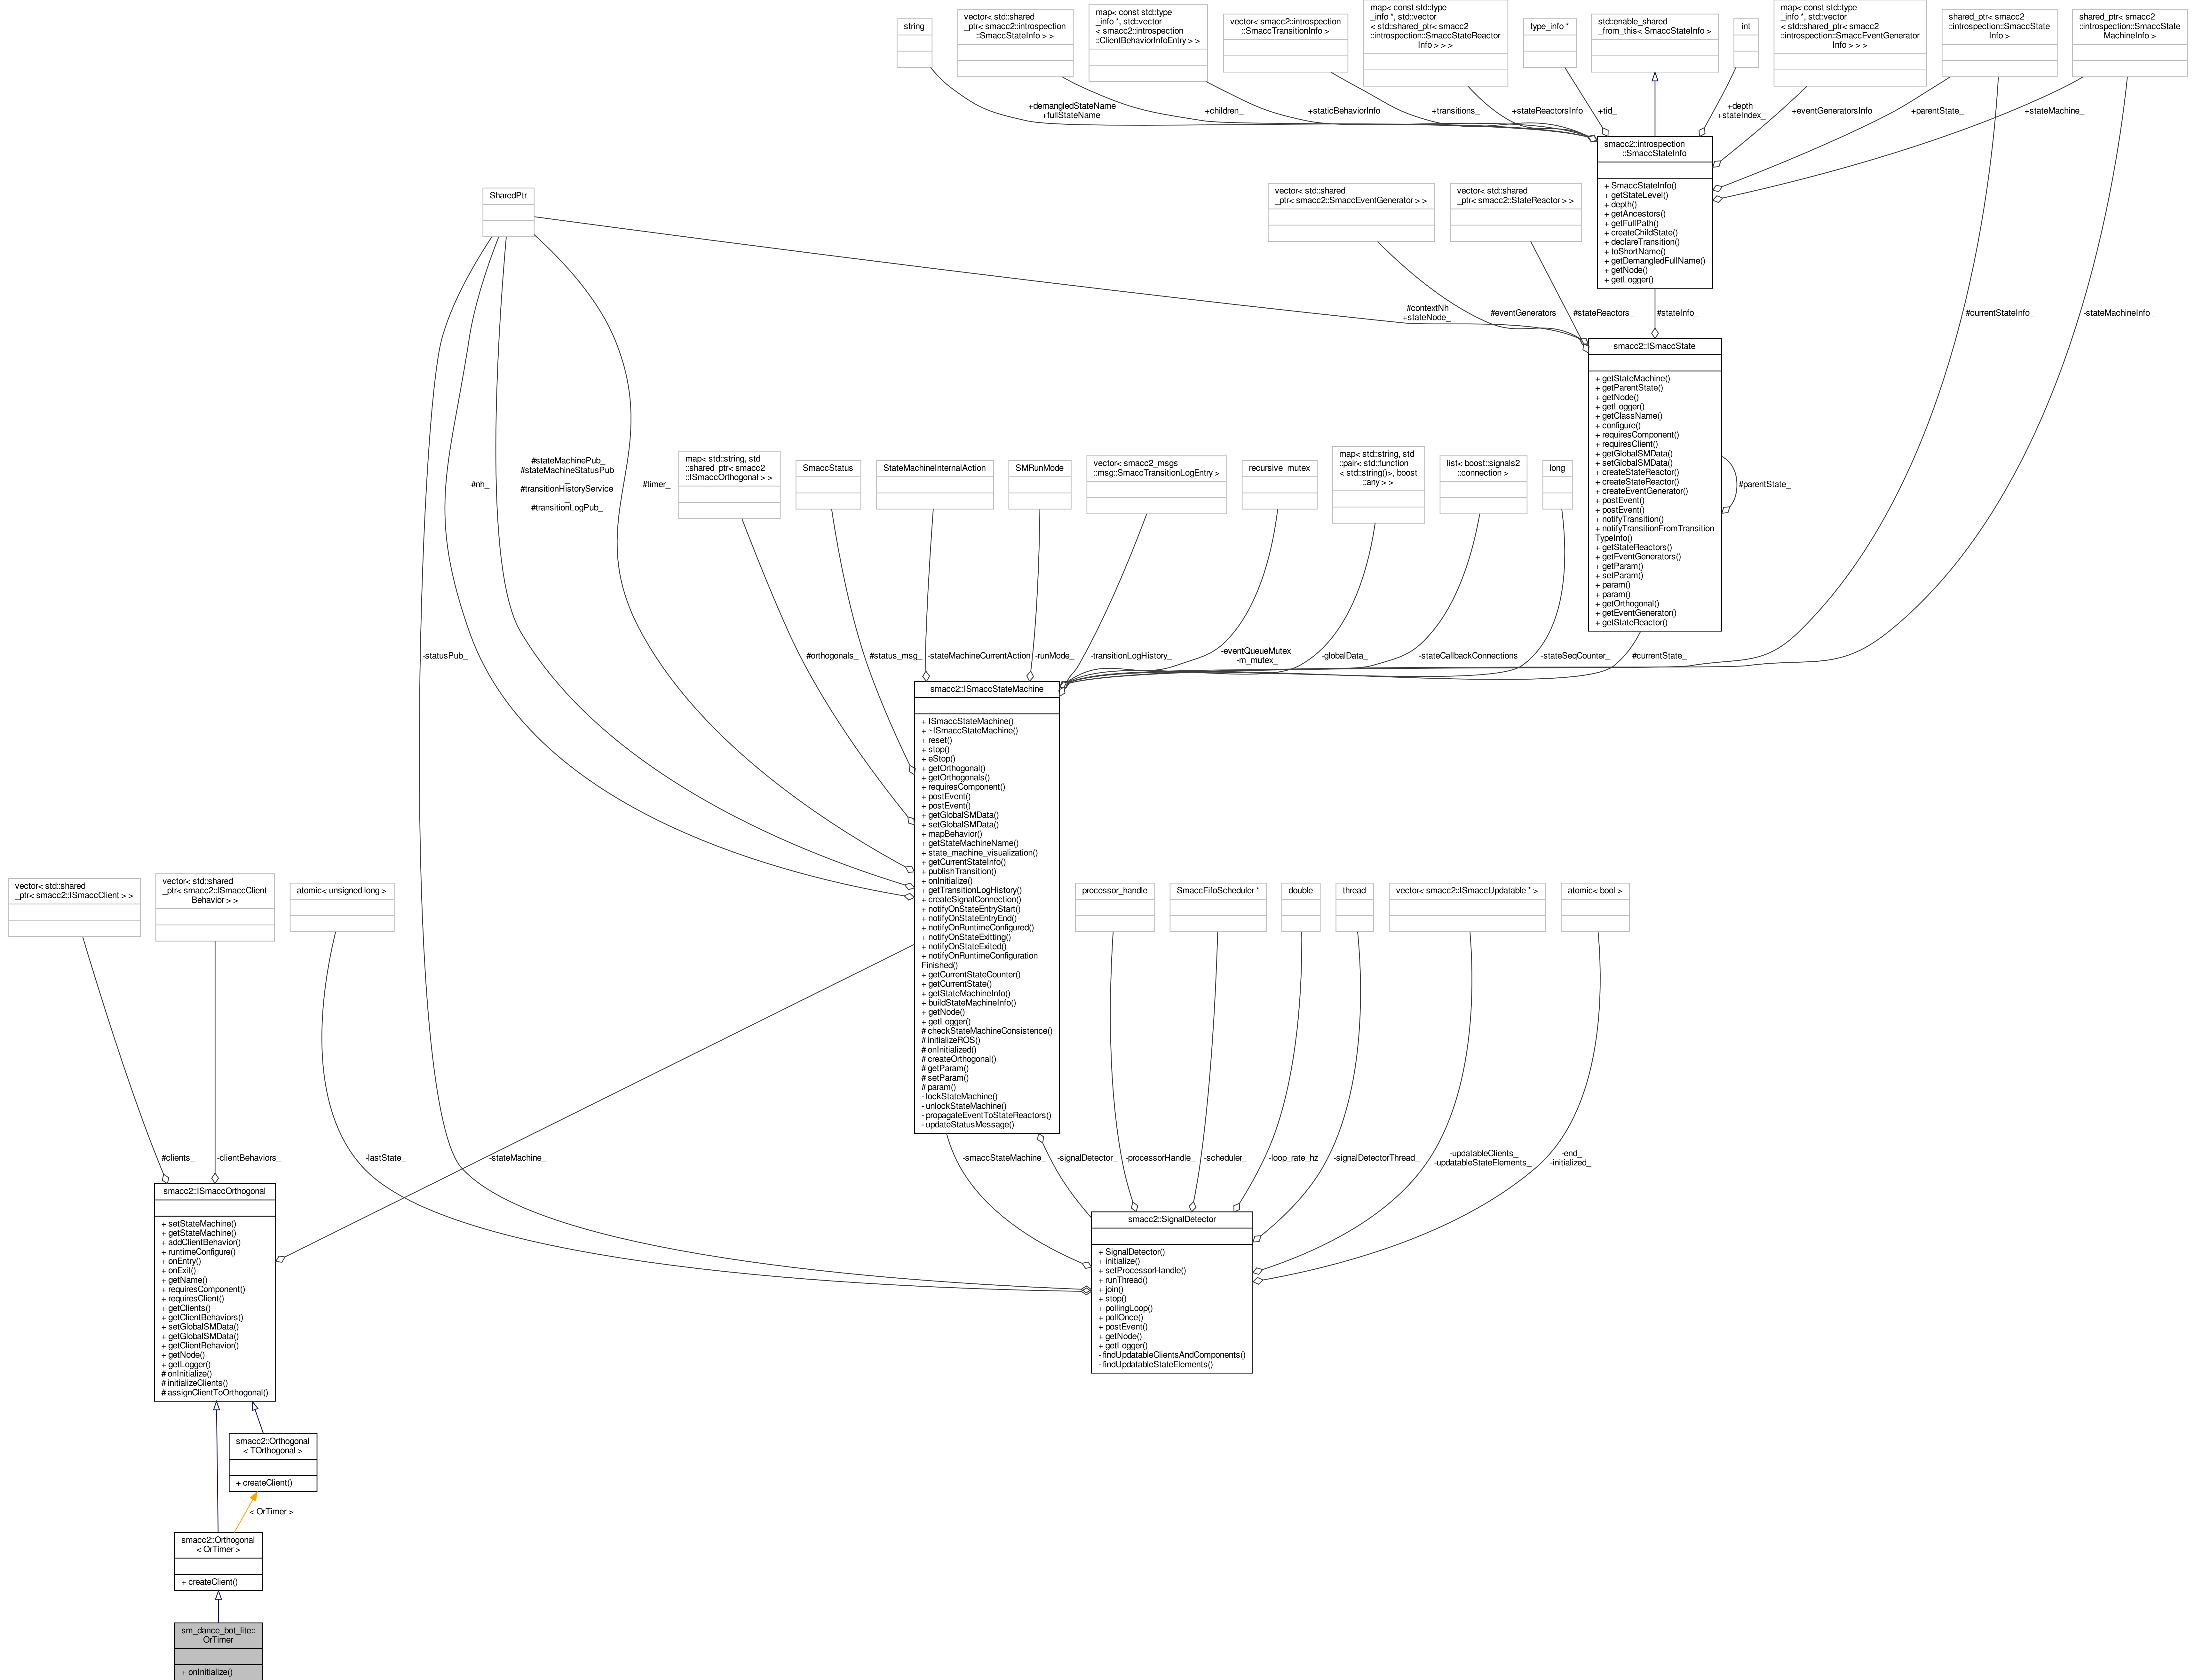 string
vector< std::shared
_ptr< smacc2::introspection
::SmaccStateInfo > >
map< const std::type
_info *, std::vector
< smacc2::introspection
::ClientBehaviorInfoEntry > >
vector< smacc2::introspection
::SmaccTransitionInfo >
map< const std::type
_info *, std::vector
< std::shared_ptr< smacc2
::introspection::SmaccStateReactor
Info > > >
type_info *
std::enable_shared
_from_this< SmaccStateInfo >
int
map< const std::type
_info *, std::vector
< std::shared_ptr< smacc2
::introspection::SmaccEventGenerator
Info > > >
shared_ptr< smacc2
::introspection::SmaccState
Info >
shared_ptr< smacc2
::introspection::SmaccState
MachineInfo >
+demangledStateName
+fullStateName
+children_
+staticBehaviorInfo
+transitions_
+stateReactorsInfo
+tid_
+depth_
+stateIndex_
+eventGeneratorsInfo
+parentState_
+stateMachine_
smacc2::introspection
::SmaccStateInfo
+ SmaccStateInfo()
+ getStateLevel()
+ depth()
+ getAncestors()
+ getFullPath()
+ createChildState()
+ declareTransition()
+ toShortName()
+ getDemangledFullName()
+ getNode()
+ getLogger()
SharedPtr
vector< std::shared
_ptr< smacc2::SmaccEventGenerator > >
vector< std::shared
_ptr< smacc2::StateReactor > >
#contextNh
+stateNode_
#eventGenerators_
#stateReactors_
#stateInfo_
#currentStateInfo_
-stateMachineInfo_
smacc2::ISmaccState
+ getStateMachine()
+ getParentState()
+ getNode()
+ getLogger()
+ getClassName()
+ configure()
+ requiresComponent()
+ requiresClient()
+ getGlobalSMData()
+ setGlobalSMData()
+ createStateReactor()
+ createStateReactor()
+ createEventGenerator()
+ postEvent()
+ postEvent()
+ notifyTransition()
+ notifyTransitionFromTransition
TypeInfo()
+ getStateReactors()
+ getEventGenerators()
+ getParam()
+ setParam()
+ param()
+ param()
+ getOrthogonal()
+ getEventGenerator()
+ getStateReactor()
#parentState_
#nh_
#stateMachinePub_
#stateMachineStatusPub
_
#transitionHistoryService
_
#transitionLogPub_
#timer_
map< std::string, std
::shared_ptr< smacc2
::ISmaccOrthogonal > >
SmaccStatus
StateMachineInternalAction
SMRunMode
vector< smacc2_msgs
::msg::SmaccTransitionLogEntry >
recursive_mutex
map< std::string, std
::pair< std::function
< std::string()>, boost
::any > >
list< boost::signals2
::connection >
long
-statusPub_
#orthogonals_
#status_msg_
-stateMachineCurrentAction
-runMode_
-transitionLogHistory_
-eventQueueMutex_
-m_mutex_
-globalData_
-stateCallbackConnections
-stateSeqCounter_
#currentState_
smacc2::ISmaccStateMachine
+ ISmaccStateMachine()
+ ~ISmaccStateMachine()
+ reset()
+ stop()
+ eStop()
+ getOrthogonal()
+ getOrthogonals()
+ requiresComponent()
+ postEvent()
+ postEvent()
+ getGlobalSMData()
+ setGlobalSMData()
+ mapBehavior()
+ getStateMachineName()
+ state_machine_visualization()
+ getCurrentStateInfo()
+ publishTransition()
+ onInitialize()
+ getTransitionLogHistory()
+ createSignalConnection()
+ notifyOnStateEntryStart()
+ notifyOnStateEntryEnd()
+ notifyOnRuntimeConfigured()
+ notifyOnStateExitting()
+ notifyOnStateExited()
+ notifyOnRuntimeConfiguration
Finished()
+ getCurrentStateCounter()
+ getCurrentState()
+ getStateMachineInfo()
+ buildStateMachineInfo()
+ getNode()
+ getLogger()
# checkStateMachineConsistence()
# initializeROS()
# onInitialized()
# createOrthogonal()
# getParam()
# setParam()
# param()
- lockStateMachine()
- unlockStateMachine()
- propagateEventToStateReactors()
- updateStatusMessage()
vector< std::shared
_ptr< smacc2::ISmaccClient > >
vector< std::shared
_ptr< smacc2::ISmaccClient
Behavior > >
atomic< unsigned long >
processor_handle
SmaccFifoScheduler *
double
thread
vector< smacc2::ISmaccUpdatable * >
atomic< bool >
#clients_
-clientBehaviors_
-lastState_
-stateMachine_
-smaccStateMachine_
-signalDetector_
-processorHandle_
-scheduler_
-loop_rate_hz
-signalDetectorThread_
-updatableClients_
-updatableStateElements_
-end_
-initialized_
smacc2::ISmaccOrthogonal
+ setStateMachine()
+ getStateMachine()
+ addClientBehavior()
+ runtimeConfigure()
+ onEntry()
+ onExit()
+ getName()
+ requiresComponent()
+ requiresClient()
+ getClients()
+ getClientBehaviors()
+ setGlobalSMData()
+ getGlobalSMData()
+ getClientBehavior()
+ getNode()
+ getLogger()
# onInitialize()
# initializeClients()
# assignClientToOrthogonal()
smacc2::SignalDetector
+ SignalDetector()
+ initialize()
+ setProcessorHandle()
+ runThread()
+ join()
+ stop()
+ pollingLoop()
+ pollOnce()
+ postEvent()
+ getNode()
+ getLogger()
- findUpdatableClientsAndComponents()
- findUpdatableStateElements()
smacc2::Orthogonal
< TOrthogonal >
+ createClient()
< OrTimer >
smacc2::Orthogonal
< OrTimer >
+ createClient()
sm_dance_bot_lite::
OrTimer
+ onInitialize()